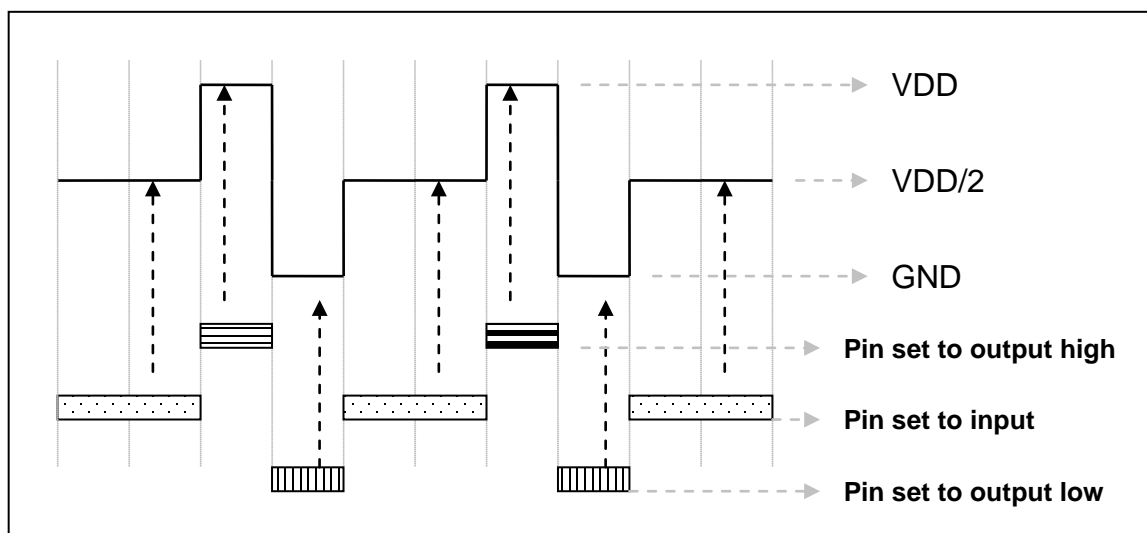 VDD
VDD/2
GND
Pin set to output high
Pin set to input
Pin set to output low